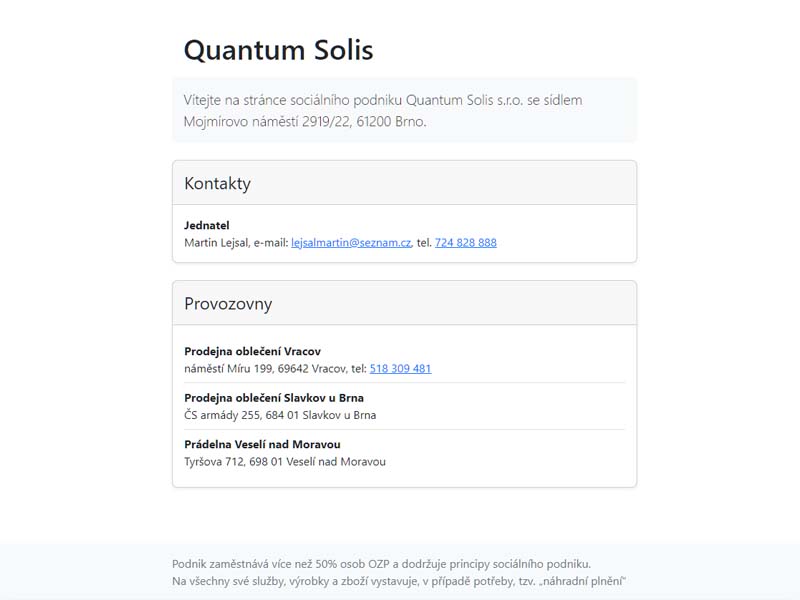 Quantum Solis
Vítejte na stránce sociálního podniku Quantum Solis s.r.o. se sídlem
Mojmírovo náměstí 2919/22, 61200 Brno.
Kontakty
Jednatel
Martin Lejsal, e-mail: lejsalmartin@seznam.cz, tel. 724 828 888
Provozovny
Prodejna oblečení Vracov
náměstí Míru 199, 69642 Vracov, tel: 518 309 481
Prodejna oblečení Slavkov u Brna
ČS armády 255, 684 01 Slavkov u Brna
Prádelna Veselí nad Moravou
Tyršova 712, 698 01 Veselí nad Moravou
Podnik zaměstnává více než 50% osob OZP a dodržuje principy sociálního podniku.
Na všechny své služby, výrobky a zboží vystavuje, v případě potřeby, tzv. „náhradní plnění“